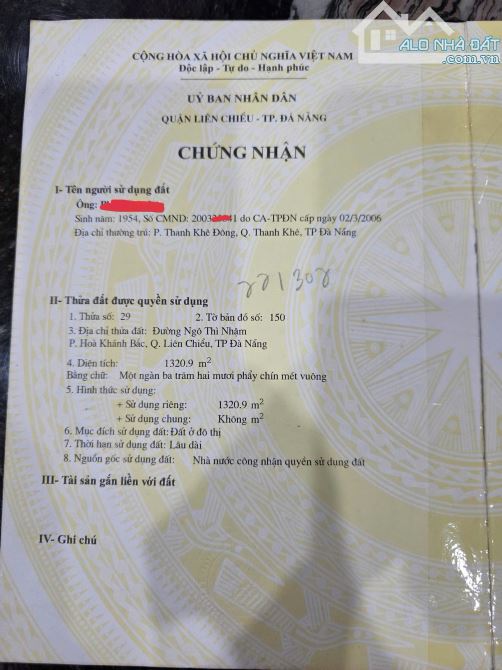 ALO NHÀ ĐẤT
.com.vn
CỘNG HÒA XÃ HỘI CHỦ NGHĨA VIỆT NAM
Độc lập - Tự do - Hạnh phúc
UỶ BAN NHÂN DÂN
QUẬN LIÊN CHIỂU - TP. ĐÀ NẴNG
CHỨNG NHẬN
I- Tên người sử dụng đất
Ông:
Sinh năm: 1954, Số CMND: 200 41 do CA-TPĐN cấp ngày 02/3/2006
Địa chỉ thường trú: P. Thanh Khê Đông, Q. Thanh Khê, TP Đà Nẵng
221302
II- Thửa đất được quyền sử dụng
1. Thửa số: 29 2. Tờ bản đồ số: 150
3. Địa chỉ thửa đất: Đường Ngô Thì Nhậm
P. Hoà Khánh Bắc, Q. Liên Chiểu, TP Đà Nẵng
4. Diện tích: 1320.9 m²
Bằng chữ: Một ngàn ba trăm hai mươi phẩy chín mét vuông
5. Hình thức sử dụng:
+ Sử dụng riêng: 1320.9 m²
+ Sử dụng chung: Không m²
6. Mục đích sử dụng đất: Đất ở đô thị
7. Thời hạn sử dụng đất: Lâu dài
8. Nguồn gốc sử dụng đất: Nhà nước công nhận quyền sử dụng đất
III- Tài sản gắn liền với đất
IV- Ghi chú